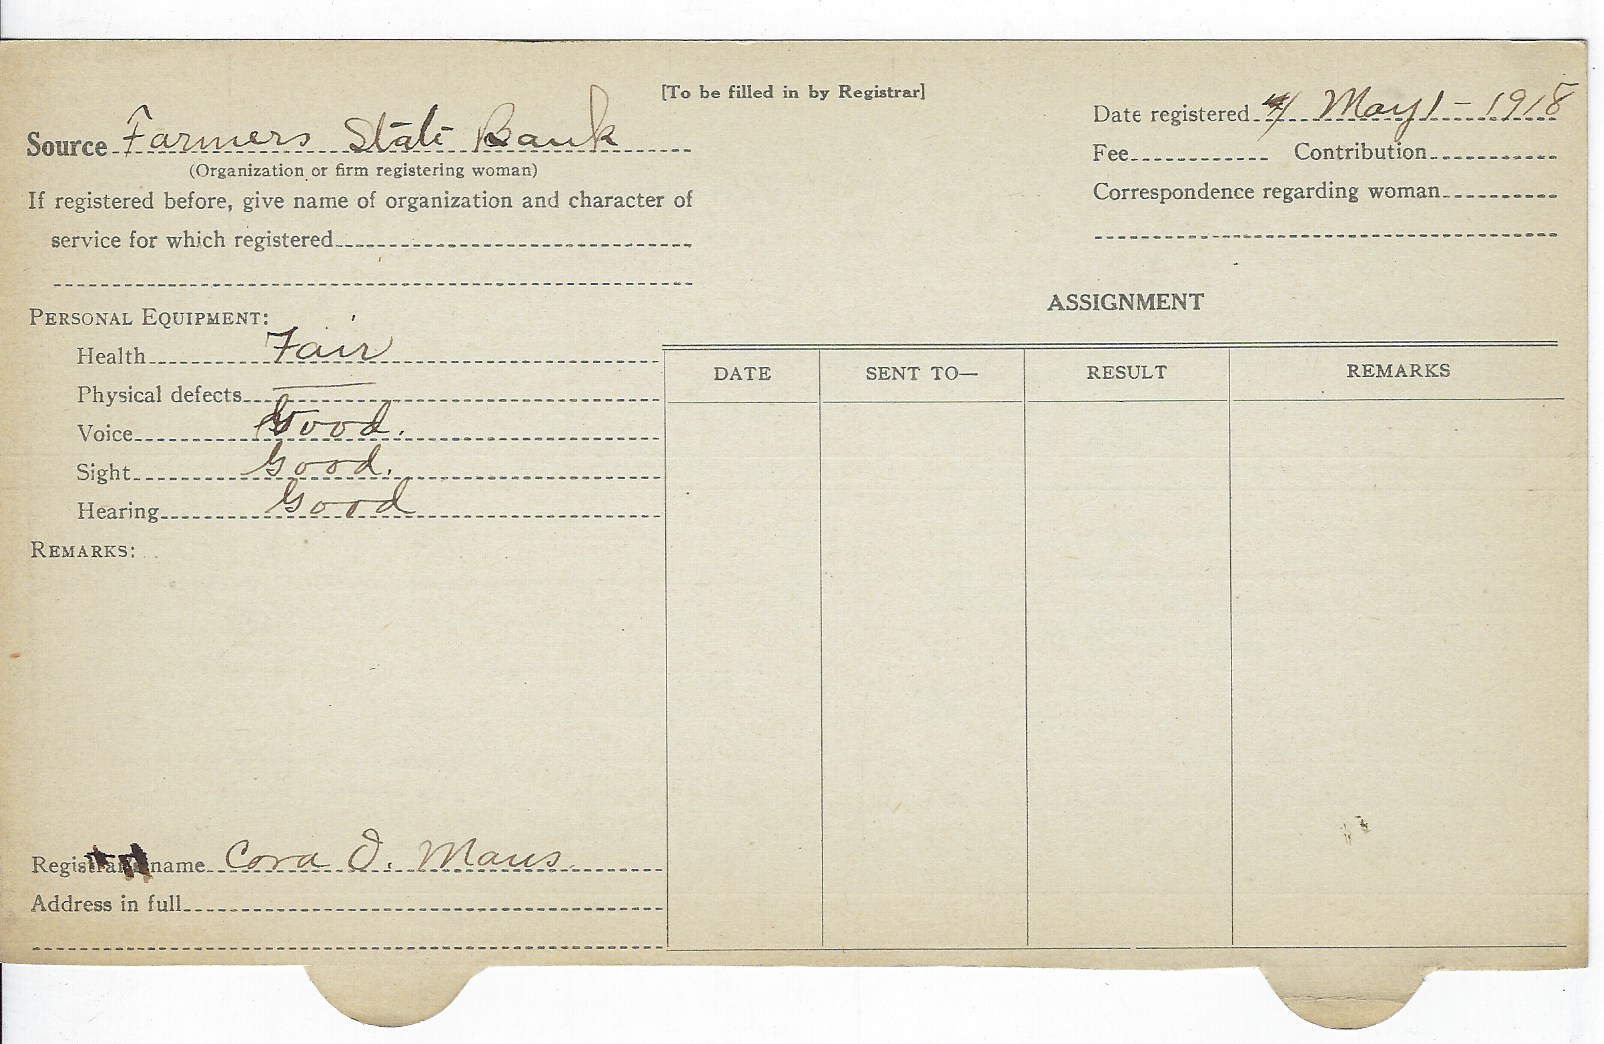 [To be filled in by Registrar]
Source Farmers State Bank
(Organization or firm registering woman)
If registered before, give name of organization and character of
service for which registered
Personal Equipment:
Health Fair
Physical defects —
Voice Good.
Sight Good.
Hearing Good
Remarks:
Registrar's name Cora D. Maus.
Address in full
Date registered May 1 - 1918
Fee Contribution
Correspondence regarding woman
ASSIGNMENT
DATE SENT TO— RESULT REMARKS